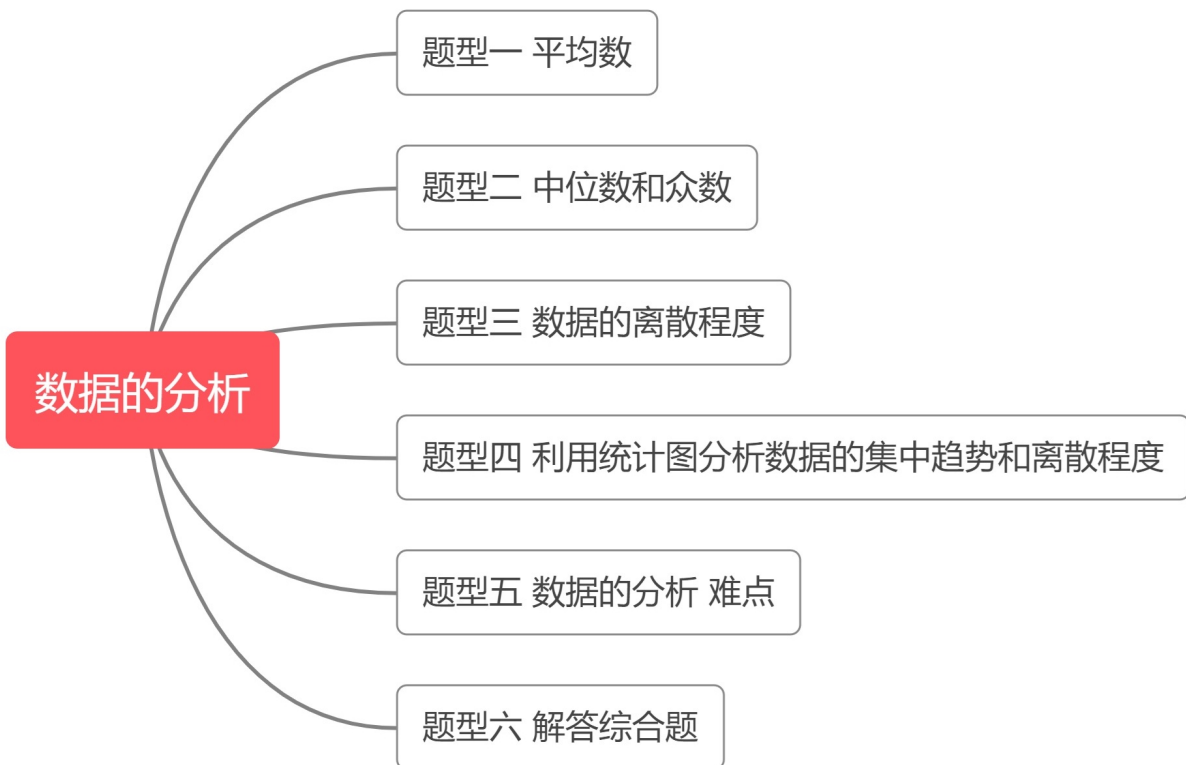 题型一 平均数
题型二 中位数和众数
题型三 数据的离散程度
数据的分析
题型四 利用统计图分析数据的集中趋势和离散程度
题型五 数据的分析 难点
题型六 解答综合题